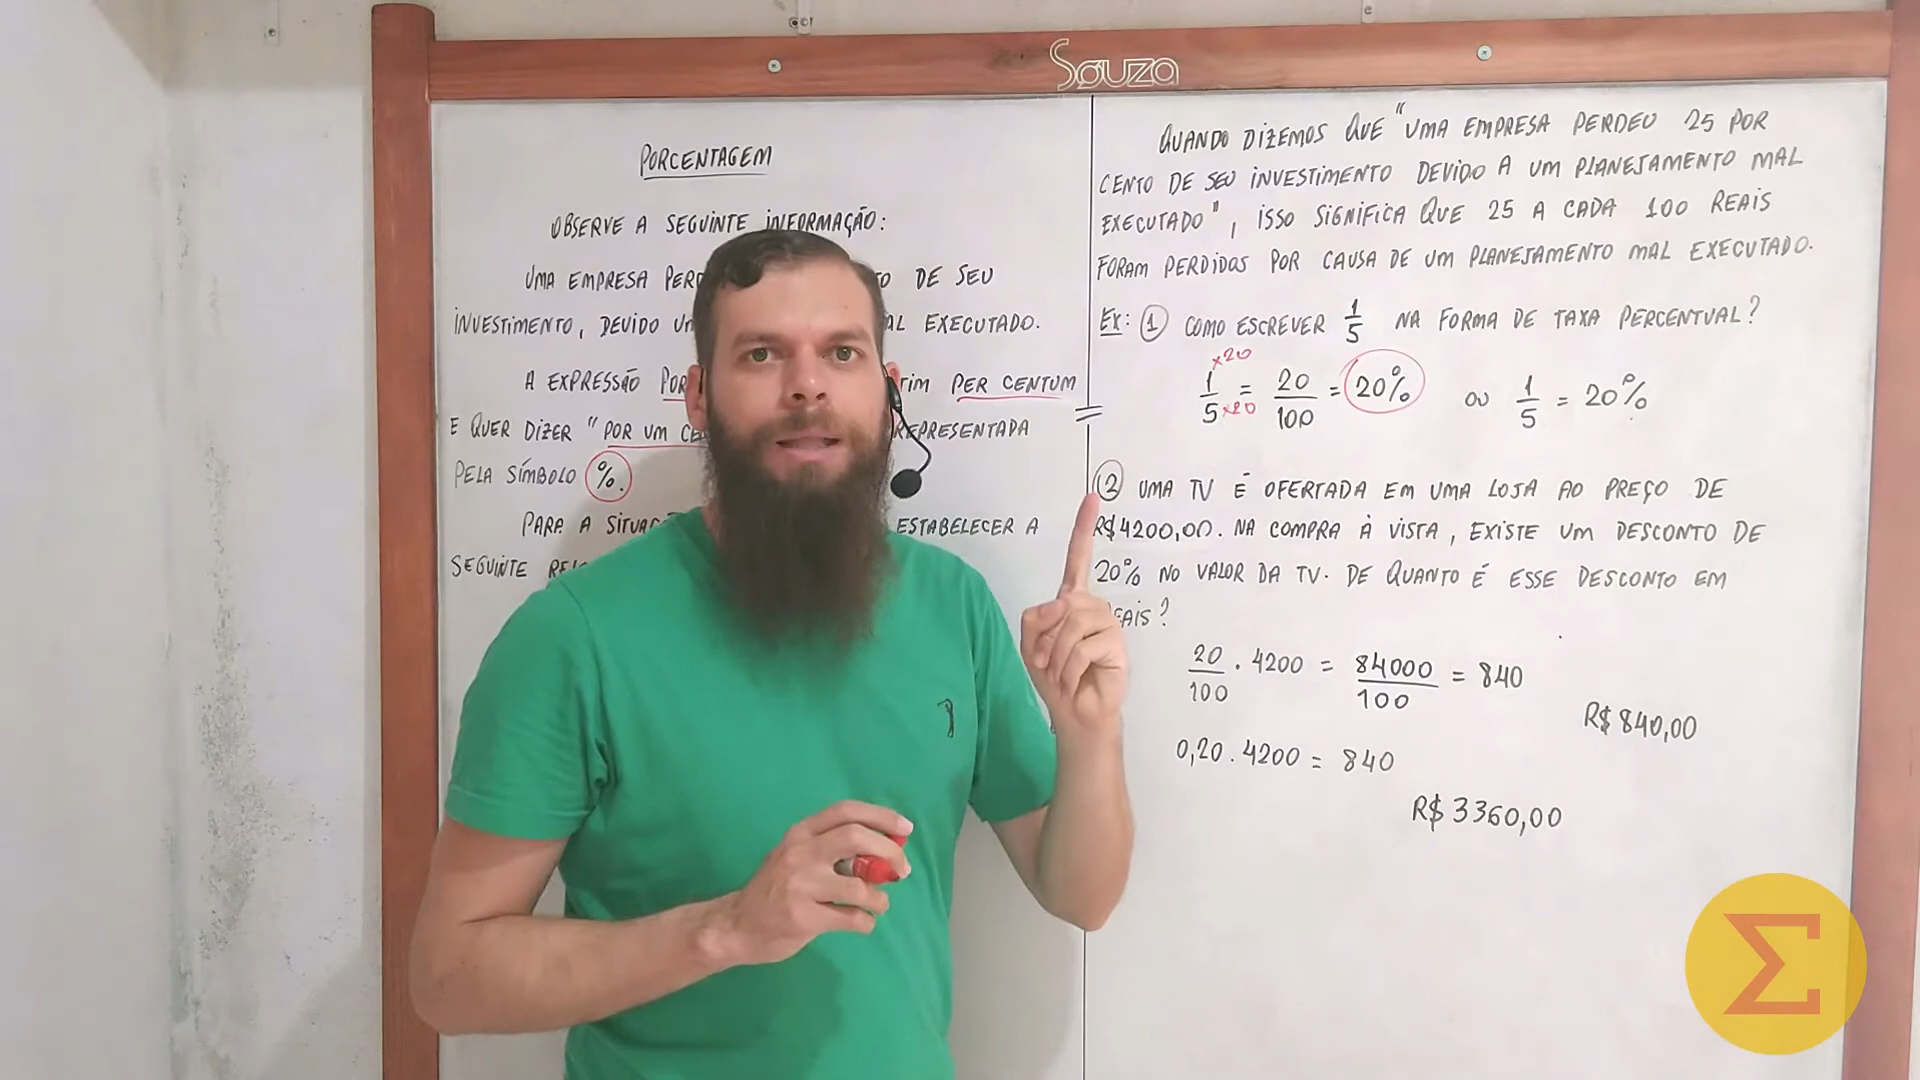 Souza
PORCENTAGEM
OBSERVE A SEGUINTE INFORMAÇÃO:
UMA EMPRESA DE SEU
INVESTIMENTO, DEVIDO EXECUTADO.
A EXPRESSÃO PER CENTUM
E QUER DIZER "POR UM REPRESENTADA
PELA SÍMBOLO %.
PARA A ESTABELECER A
SEGUINTE
QUANDO DIZEMOS QUE "UMA EMPRESA PERDEU 25 POR
CENTO DE SEU INVESTIMENTO DEVIDO A UM PLANEJAMENTO MAL
EXECUTADO", ISSO SIGNIFICA QUE 25 A CADA 100 REAIS
FORAM PERDIDOS POR CAUSA DE UM PLANEJAMENTO MAL EXECUTADO.
EX: 1 COMO ESCREVER 1/5 NA FORMA DE TAXA PERCENTUAL?
1/5 ×20 ×20 = 20/100 = 20% OU 1/5 = 20%
2 UMA TV É OFERTADA EM UMA LOJA AO PREÇO DE
R$4200,00. NA COMPRA À VISTA, EXISTE UM DESCONTO DE
20% NO VALOR DA TV. DE QUANTO É ESSE DESCONTO EM
EAIS?
20/100 . 4200 = 84000/100 = 840
R$ 840,00
0,20 . 4200 = 840
R$ 3360,00
Σ